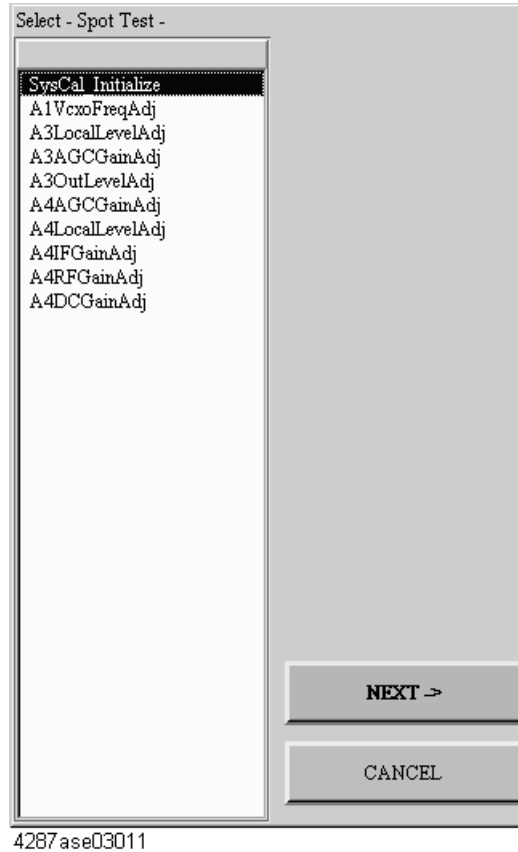 Select - Spot Test -
SysCal Initialize
A1VcxoFreqAdj
A3LocalLevelAdj
A3AGCGainAdj
A3OutLevelAdj
A4AGCGainAdj
A4LocalLevelAdj
A4IFGainAdj
A4RFGainAdj
A4DCGainAdj
NEXT ->
CANCEL
4287ase03011